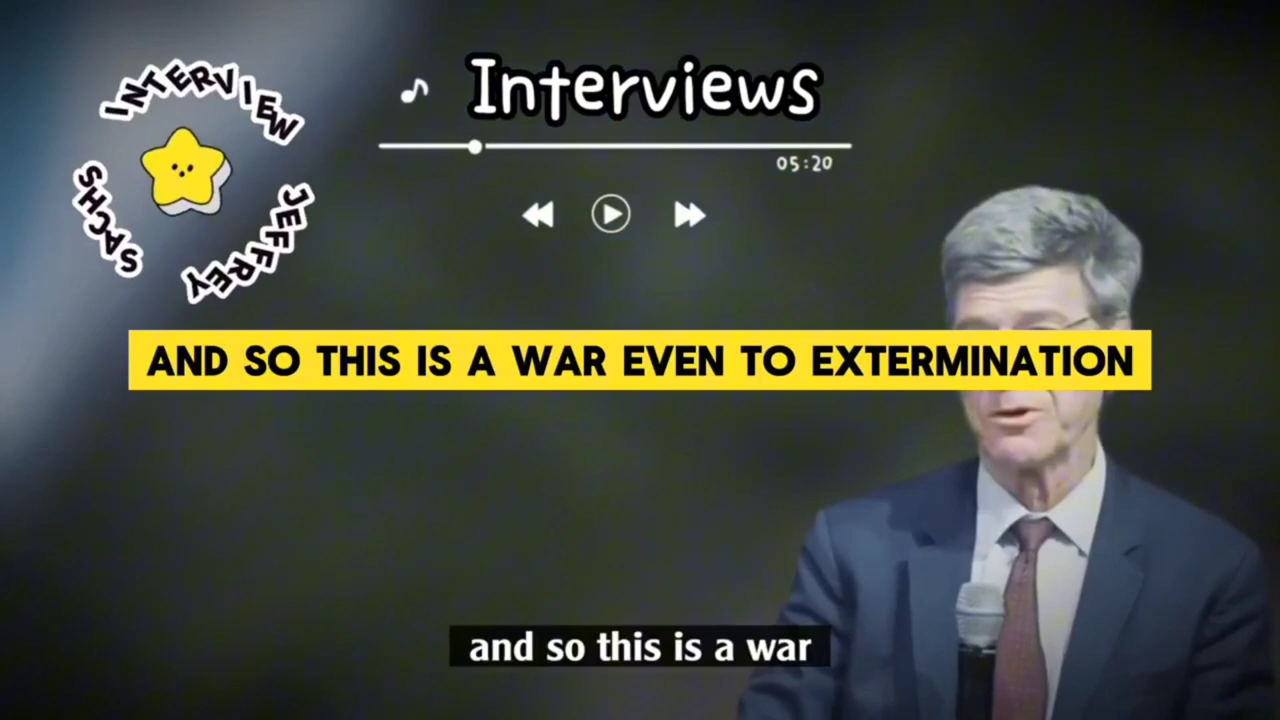 INTERVIEW
JEFFREY
SACHS
Interviews
05:20
AND SO THIS IS A WAR EVEN TO EXTERMINATION
and so this is a war